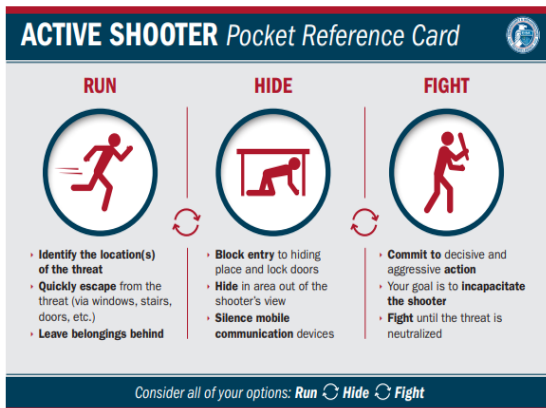 ACTIVE SHOOTER Pocket Reference Card
RUN
Identify the location(s)
of the threat
Quickly escape from the
threat (via windows, stairs,
doors, etc.)
Leave belongings behind
HIDE
Block entry to hiding
place and lock doors
Hide in area out of the
shooter's view
Silence mobile
communication devices
FIGHT
Commit to decisive and
aggressive action
Your goal is to incapacitate
the shooter
Fight until the threat is
neutralized
Consider all of your options: Run Hide Fight